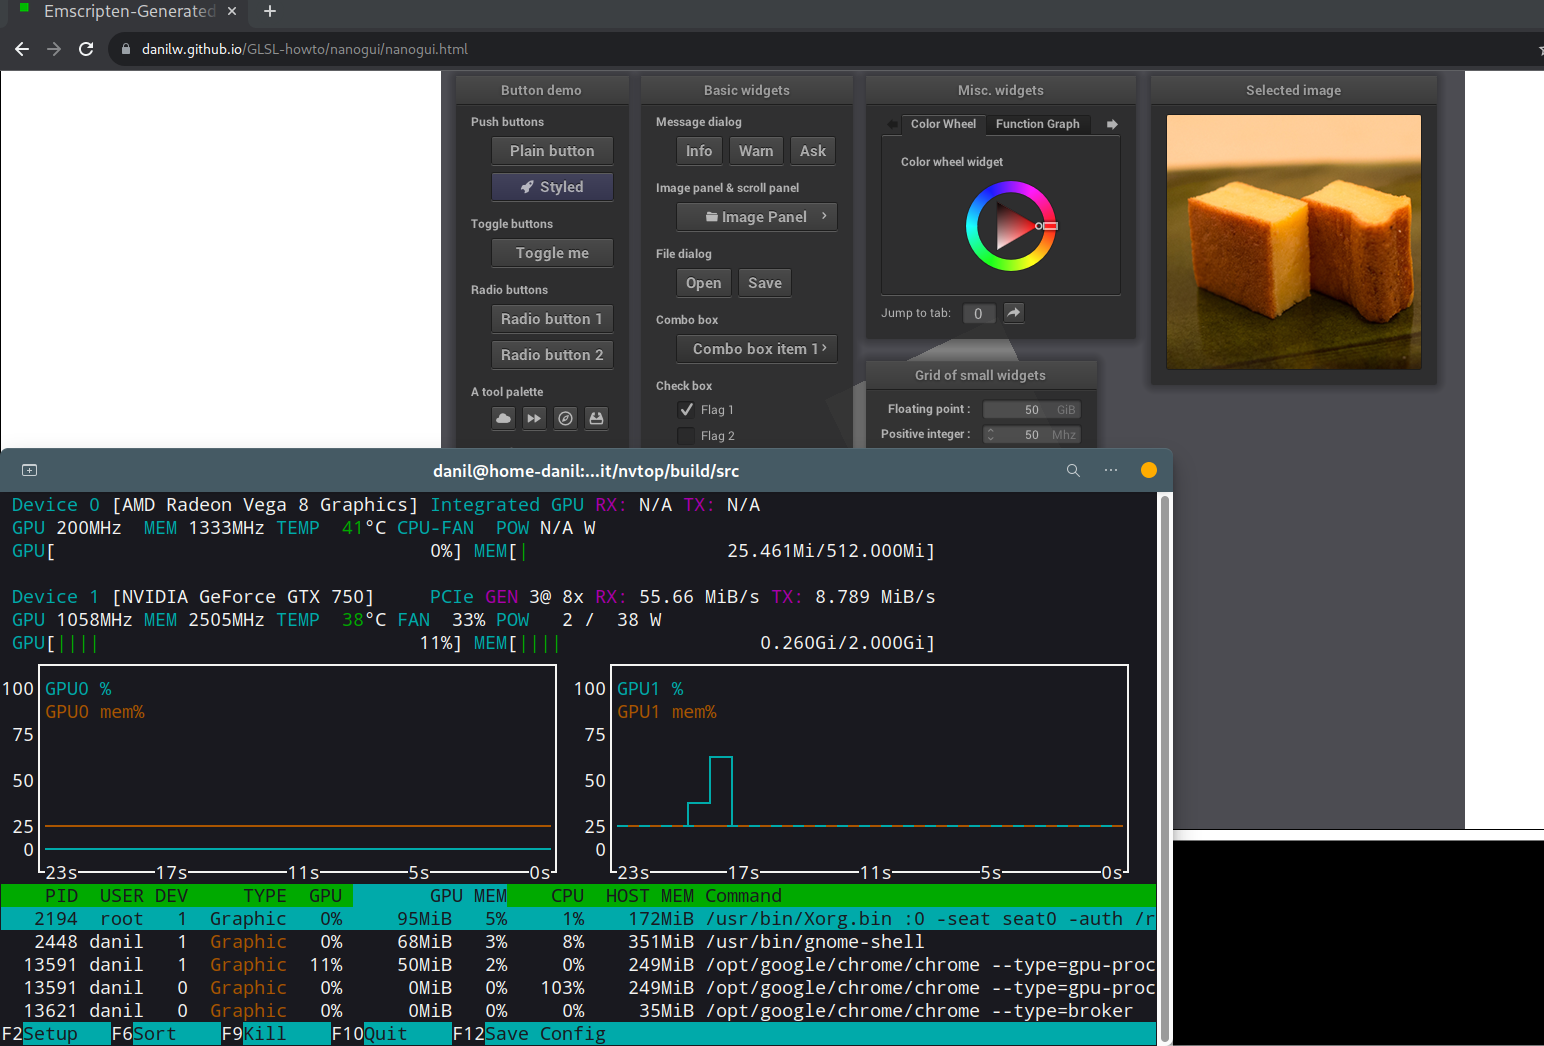 Emscripten-Generated
danilw.github.io/GLSL-howto/nanogui/nanogui.html
Button demo
Push buttons
Plain button
Styled
Toggle buttons
Toggle me
Radio buttons
Radio button 1
Radio button 2
A tool palette
Basic widgets
Message dialog
Info Warn Ask
Image panel & scroll panel
Image Panel
File dialog
Open Save
Combo box
Combo box item 1
Check box
Flag 1
Flag 2
Misc. widgets
Color Wheel Function Graph
Color wheel widget
Jump to tab: 0
Grid of small widgets
Floating point : 50 GiB
Positive integer : 50 Mhz
Selected image
danil@home-danil:...it/nvtop/build/src
Device 0 [AMD Radeon Vega 8 Graphics] Integrated GPU RX: N/A TX: N/A
GPU 200MHz MEM 1333MHz TEMP 41°C CPU-FAN POW N/A W
GPU[ 0%] MEM[| 25.461Mi/512.000Mi]
Device 1 [NVIDIA GeForce GTX 750] PCIe GEN 3@ 8x RX: 55.66 MiB/s TX: 8.789 MiB/s
GPU 1058MHz MEM 2505MHz TEMP 38°C FAN 33% POW 2 / 38 W
GPU[|||| 11%] MEM[|||| 0.260Gi/2.000Gi]
100 GPU0 %
GPU0 mem%
75
50
25
0
23s 17s 11s 5s 0s
100 GPU1 %
GPU1 mem%
75
50
25
0
23s 17s 11s 5s 0s
PID USER DEV TYPE GPU GPU MEM CPU HOST MEM Command
2194 root 1 Graphic 0% 95MiB 5% 1% 172MiB /usr/bin/Xorg.bin :0 -seat seat0 -auth /r
2448 danil 1 Graphic 0% 68MiB 3% 8% 351MiB /usr/bin/gnome-shell
13591 danil 1 Graphic 11% 50MiB 2% 0% 249MiB /opt/google/chrome/chrome --type=gpu-proc
13591 danil 0 Graphic 0% 0MiB 0% 103% 249MiB /opt/google/chrome/chrome --type=gpu-proc
13621 danil 0 Graphic 0% 0MiB 0% 0% 35MiB /opt/google/chrome/chrome --type=broker
F2Setup F6Sort F9Kill F10Quit F12Save Config